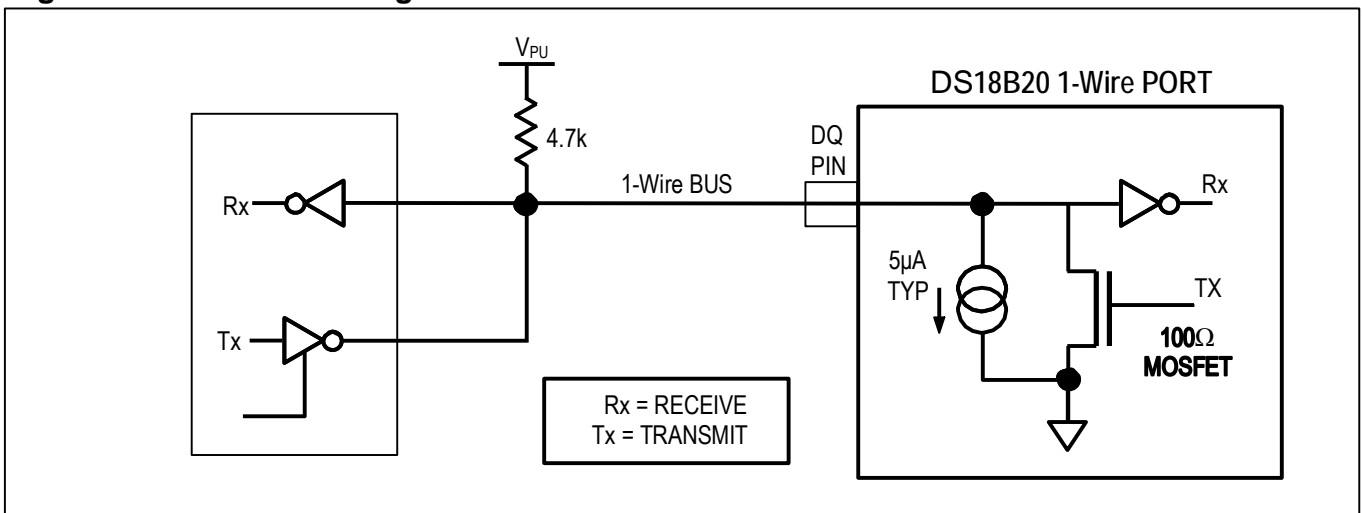 V_PU
DS18B20 1-Wire PORT
4.7k
DQ
PIN
1-Wire BUS
Rx
Rx
5µA
TYP
TX
Tx
100Ω
MOSFET
Rx = RECEIVE
Tx = TRANSMIT